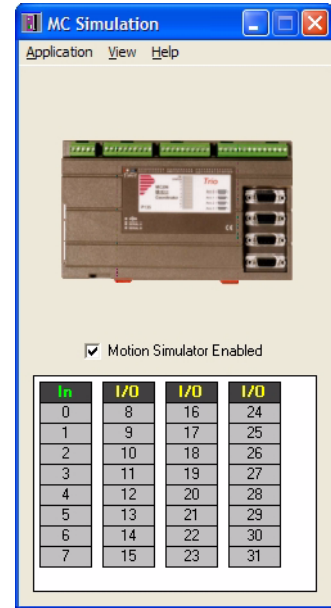 MC Simulation
Application View Help
Trio
Motion Simulator Enabled
In I/O I/O I/O
0 8 16 24
1 9 17 25
2 10 18 26
3 11 19 27
4 12 20 28
5 13 21 29
6 14 22 30
7 15 23 31